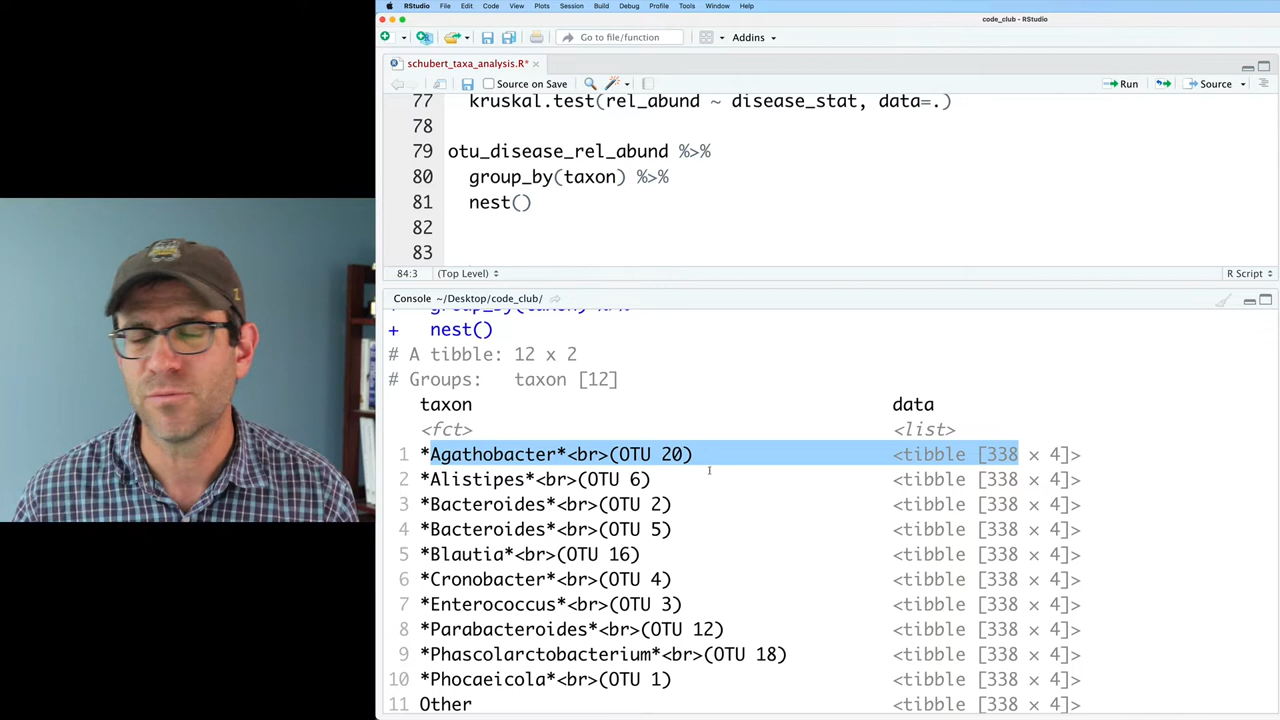 RStudio File Edit Code View Plots Session Build Debug Profile Tools Window Help
code_club - RStudio
Go to file/function Addins
schubert_taxa_analysis.R*
Source on Save Run Source
77 kruskal.test(rel_abund ~ disease_stat, data=.)
78
79 otu_disease_rel_abund %>%
80 group_by(taxon) %>%
81 nest()
82
83
84:3 (Top Level) R Script
Console ~/Desktop/code_club/
+ group_by(taxon) %>%
+ nest()
# A tibble: 12 x 2
# Groups: taxon [12]
taxon data
<fct> <list>
1 *Agathobacter*<br>(OTU 20) <tibble [338 × 4]>
2 *Alistipes*<br>(OTU 6) <tibble [338 × 4]>
3 *Bacteroides*<br>(OTU 2) <tibble [338 × 4]>
4 *Bacteroides*<br>(OTU 5) <tibble [338 × 4]>
5 *Blautia*<br>(OTU 16) <tibble [338 × 4]>
6 *Cronobacter*<br>(OTU 4) <tibble [338 × 4]>
7 *Enterococcus*<br>(OTU 3) <tibble [338 × 4]>
8 *Parabacteroides*<br>(OTU 12) <tibble [338 × 4]>
9 *Phascolarctobacterium*<br>(OTU 18) <tibble [338 × 4]>
10 *Phocaeicola*<br>(OTU 1) <tibble [338 × 4]>
11 Other <tibble [338 × 4]>